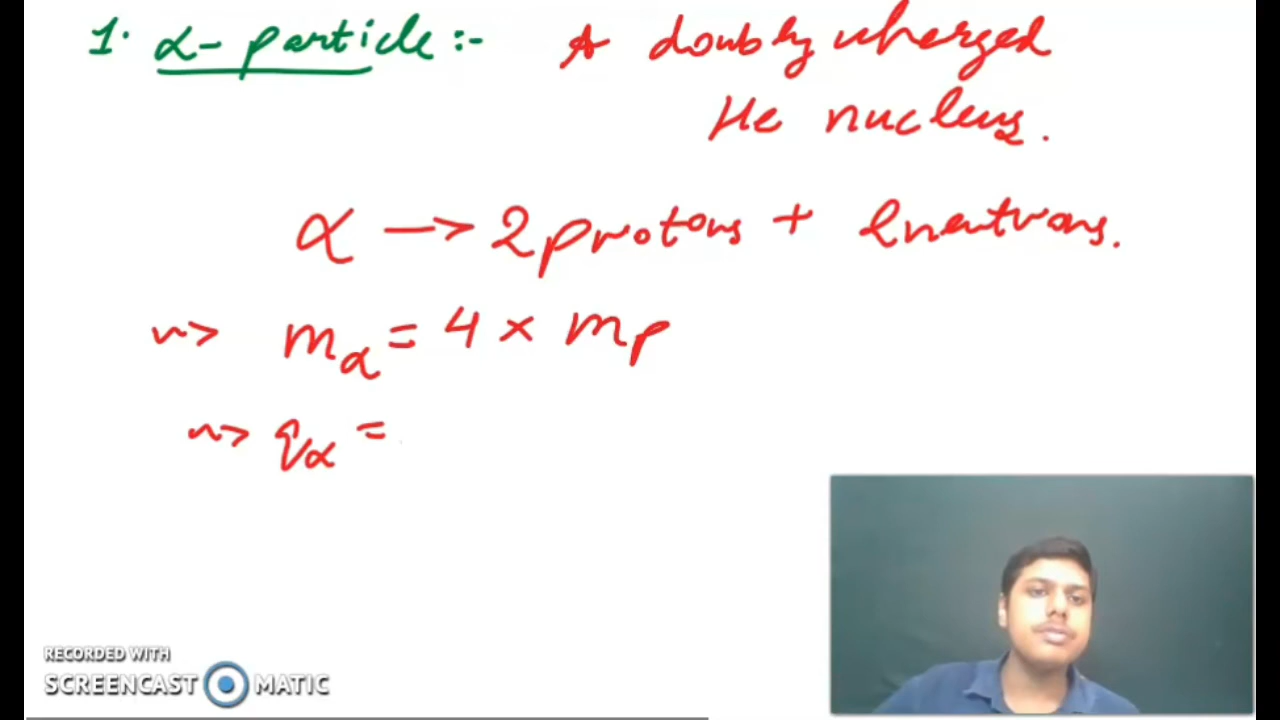 1. α-particle:- A doubly charged
He nucleus.
α → 2 protons + 2 neutrons.
~> mα = 4 × mp
~> qα =
RECORDED WITH
SCREENCAST MATIC